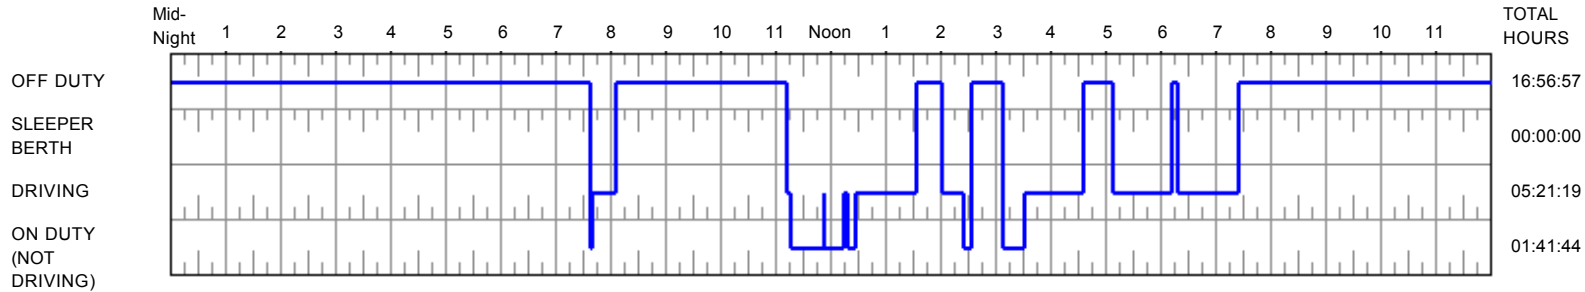 Mid-
Night 1 2 3 4 5 6 7 8 9 10 11 Noon 1 2 3 4 5 6 7 8 9 10 11
TOTAL
HOURS
OFF DUTY 16:56:57
SLEEPER
BERTH 00:00:00
DRIVING 05:21:19
ON DUTY
(NOT
DRIVING) 01:41:44